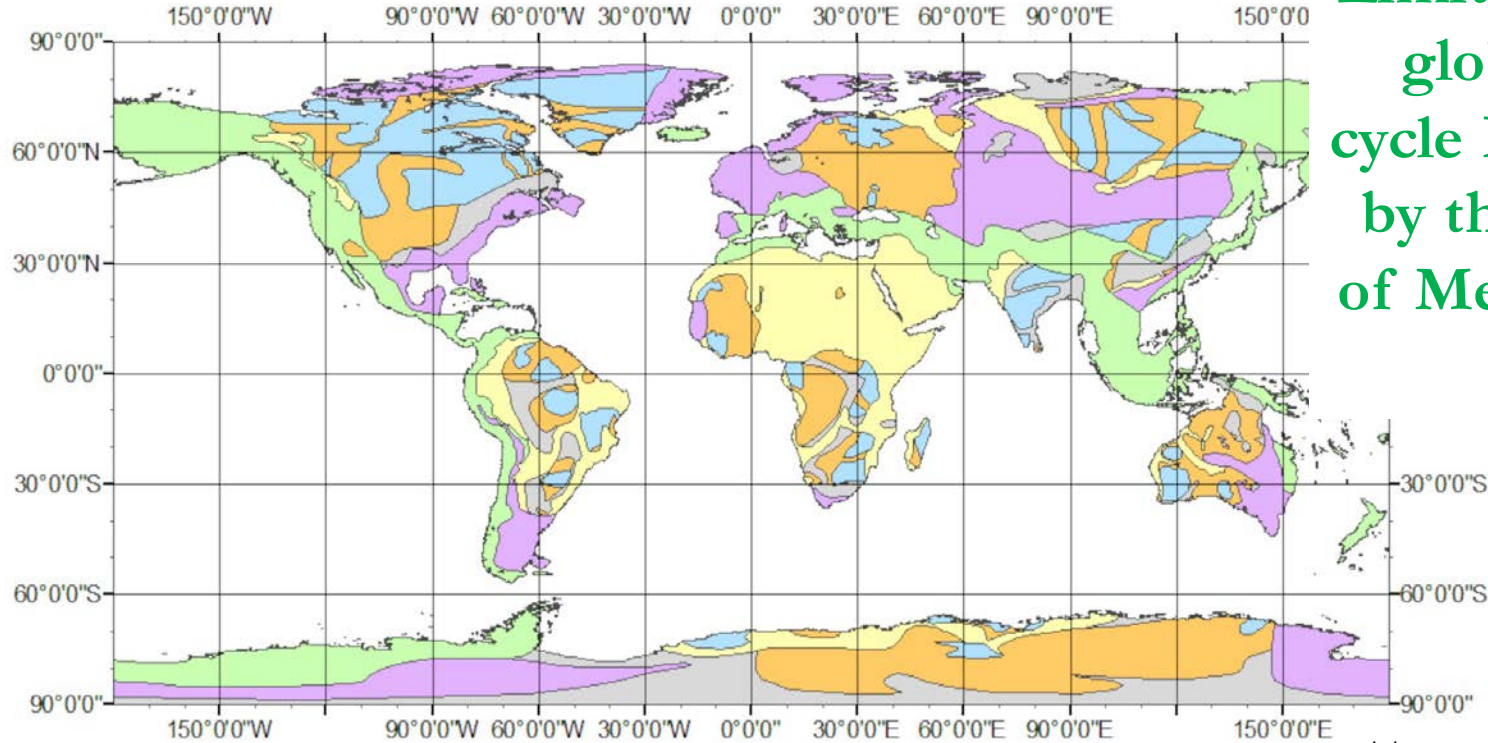 150°0'0"W 90°0'0"W 60°0'0"W 30°0'0"W 0°0'0" 30°0'0"E 60°0'0"E 90°0'0"E 150°0'0
90°0'0"
glo
60°0'0"N
cycle
by th
of Me
30°0'0"N
0°0'0"
30°0'0"S 30°0'0"S
60°0'0"S 60°0'0"S
90°0'0" 90°0'0"
150°0'0"W 90°0'0"W 60°0'0"W 30°0'0"W 0°0'0" 30°0'0"E 60°0'0"E 90°0'0"E 150°0'0"E